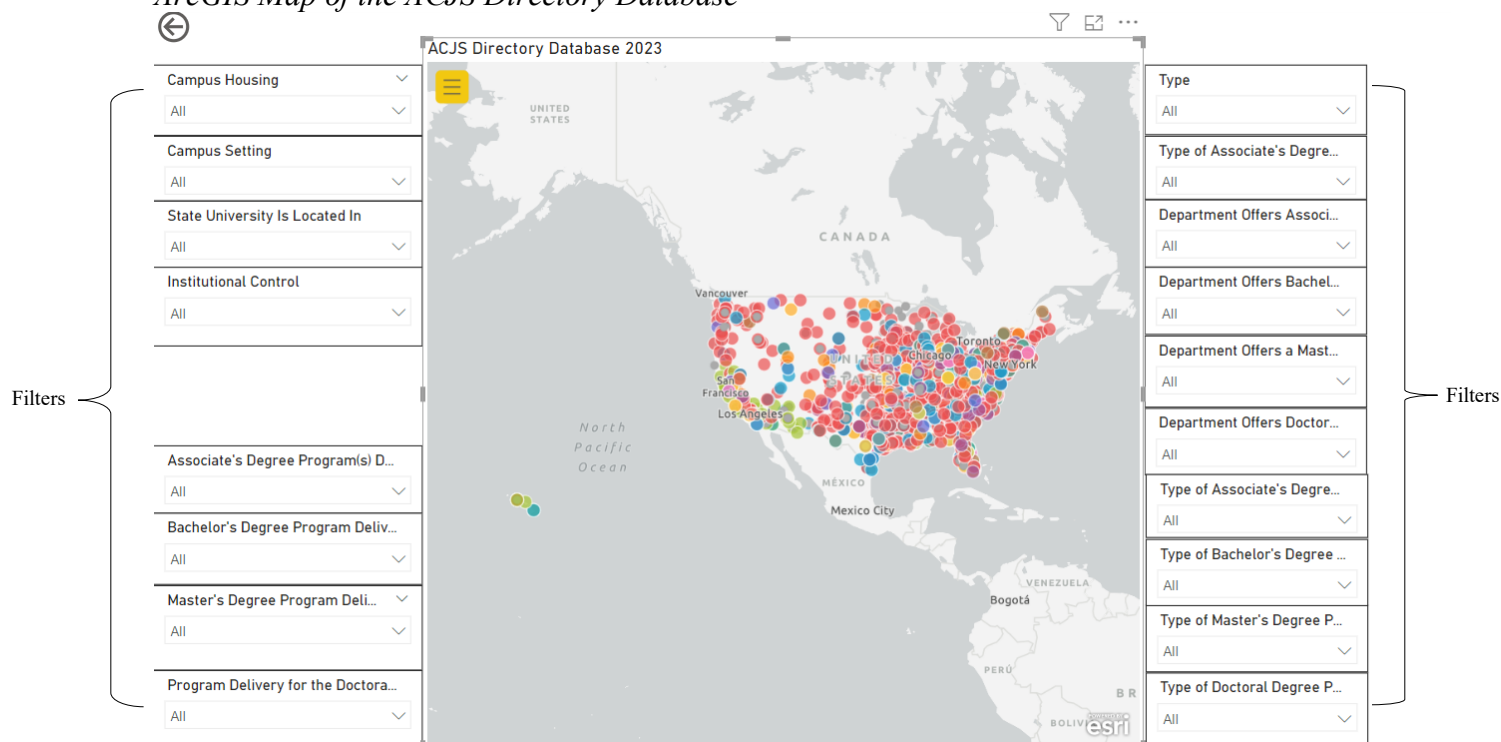 ArcGIS Map of the ACJS Directory Database
ACJS Directory Database 2023
Campus Housing
All
Campus Setting
All
State University Is Located In
All
Institutional Control
All
Filters
Associate's Degree Program(s) D...
All
Bachelor's Degree Program Deliv...
All
Master's Degree Program Deli...
All
Program Delivery for the Doctora...
All
UNITED
STATES
CANADA
Vancouver
Toronto
Chicago
New York
UNITED
STATES
San
Francisco
Los Angeles
North
Pacific
Ocean
MÉXICO
Mexico City
VENEZUELA
Bogotá
PERÚ
BR
BOLIVI
esri
Type
All
Type of Associate's Degre...
All
Department Offers Associ...
All
Department Offers Bachel...
All
Department Offers a Mast...
All
Department Offers Doctor...
All
Type of Associate's Degre...
All
Type of Bachelor's Degree ...
All
Type of Master's Degree P...
All
Type of Doctoral Degree P...
All
Filters